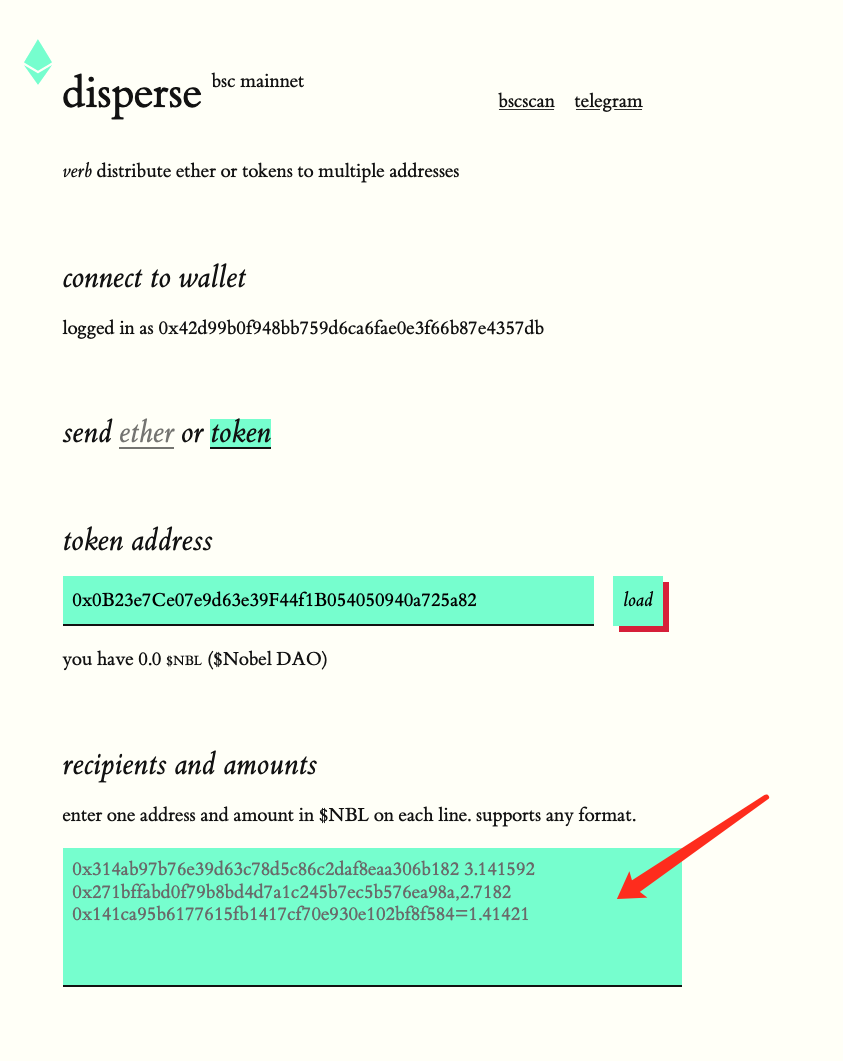 disperse bsc mainnet
bscscan telegram
verb distribute ether or tokens to multiple addresses
connect to wallet
logged in as 0x42d99b0f948bb759d6ca6fae0e3f66b87e4357db
send ether or token
token address
0x0B23e7Ce07e9d63e39F44f1B054050940a725a82
load
you have 0.0 $NBL ($Nobel DAO)
recipients and amounts
enter one address and amount in $NBL on each line. supports any format.
0x314ab97b76e39d63c78d5c86c2daf8eaa306b182 3.141592
0x271bffabd0f79b8bd4d7a1c245b7ec5b576ea98a,2.7182
0x141ca95b6177615fb1417cf70e930e102bf8f584=1.41421